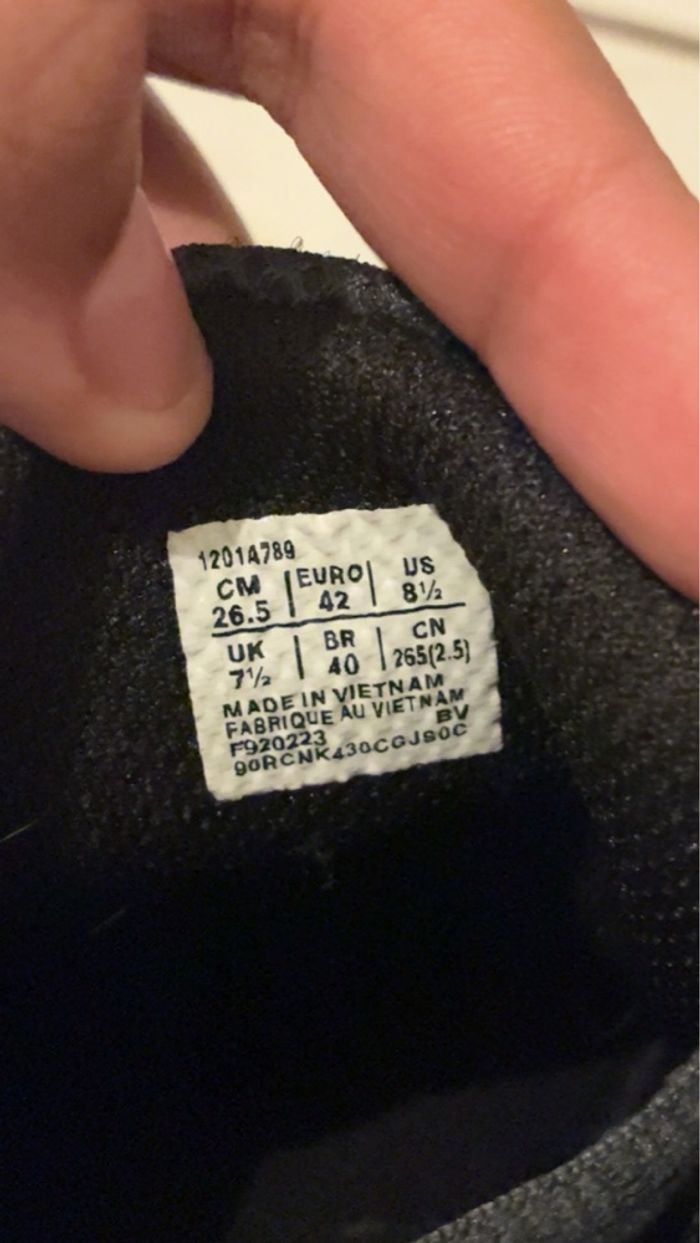 1201A789
CM | EURO | US
26.5 | 42 | 8½
UK | BR | CN
7½ | 40 | 265(2.5)
MADE IN VIETNAM
FABRIQUE AU VIETNAM
F920223 BV
90RCNK430CGJS0C